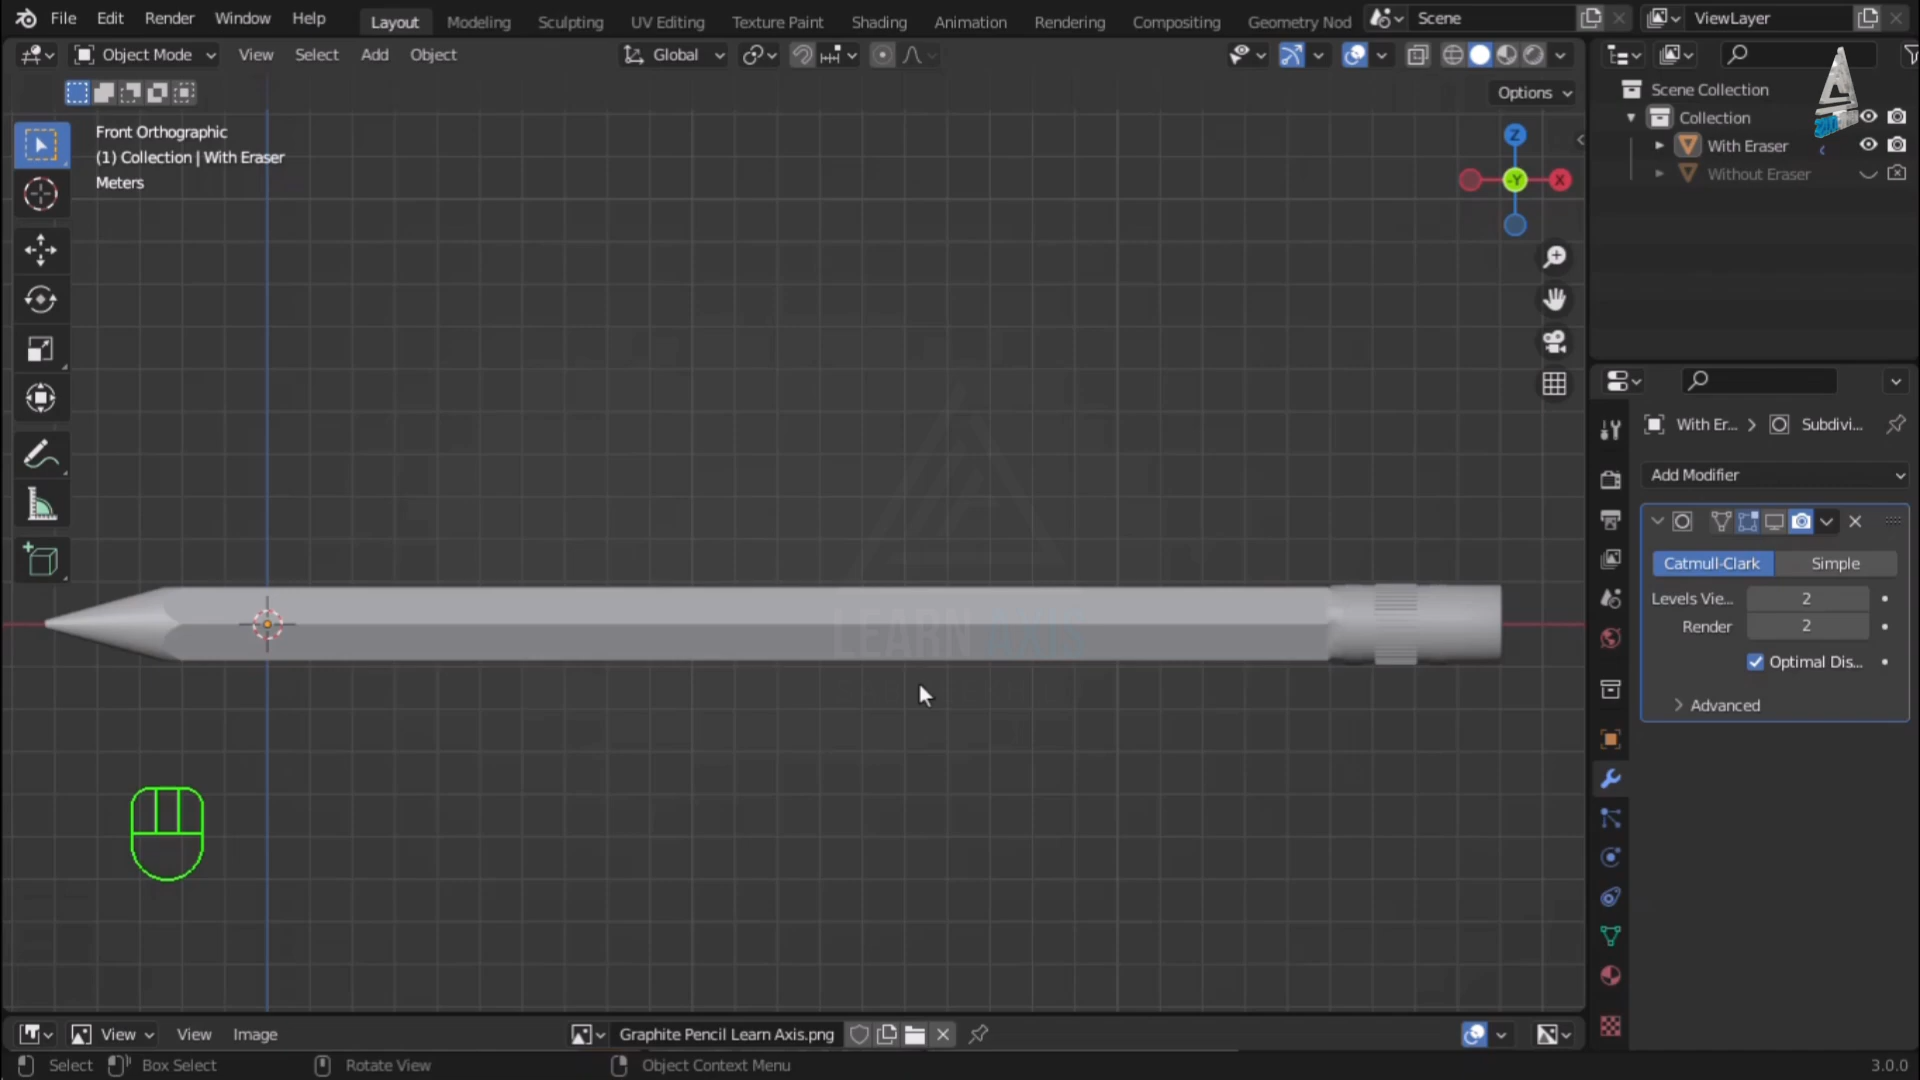 File Edit Render Window Help
Layout Modeling Sculpting UV Editing Texture Paint Shading Animation Rendering Compositing Geometry Nod
Scene
ViewLayer
Object Mode View Select Add Object
Global
Options
Front Orthographic
(1) Collection | With Eraser
Meters
Z
-Y
X
Scene Collection
Collection
With Eraser
Without Eraser
With Er... > Subdivi...
Add Modifier
Catmull-Clark Simple
Levels Vie... 2
Render 2
Optimal Dis...
Advanced
LEARN AXIS
View View Image
Graphite Pencil Learn Axis.png
Select Box Select Rotate View Object Context Menu
3.0.0